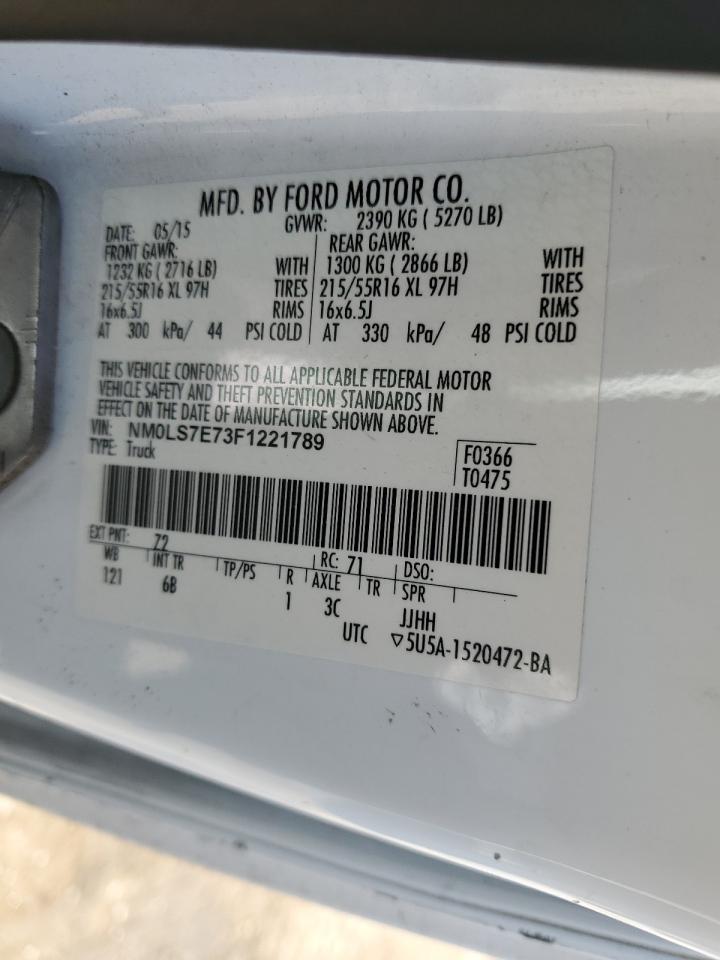 MFD. BY FORD MOTOR CO.
DATE: 05/15 GVWR: 2390 KG ( 5270 LB)
FRONT GAWR: REAR GAWR:
1232 KG ( 2716 LB) WITH 1300 KG ( 2866 LB) WITH
215/55R16 XL 97H TIRES 215/55R16 XL 97H TIRES
16x6.5J RIMS 16x6.5J RIMS
AT 300 kPa/ 44 PSI COLD AT 330 kPa/ 48 PSI COLD
THIS VEHICLE CONFORMS TO ALL APPLICABLE FEDERAL MOTOR
VEHICLE SAFETY AND THEFT PREVENTION STANDARDS IN
EFFECT ON THE DATE OF MANUFACTURE SHOWN ABOVE.
VIN: NM0LS7E73F1221789
TYPE: Truck
F0366
T0475
EXT PNT: 72 RC: 71 DSO:
WB INT TR TP/PS R AXLE TR SPR
121 6B 1 3C JJHH
UTC ▽5U5A-1520472-BA